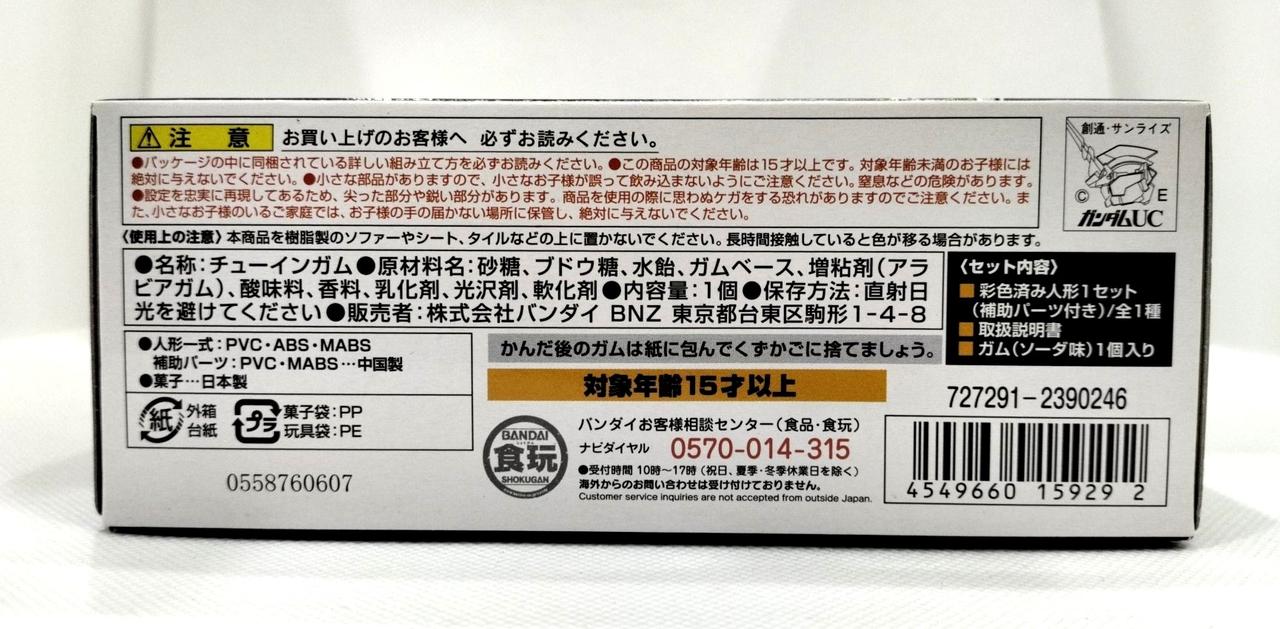 ⚠注 意 お買い上げのお客様へ 必ずお読みください。
●パッケージの中に同梱されている詳しい組み立て方を必ずお読みください。●この商品の対象年齢は15才以上です。対象年齢未満のお子様には
絶対に与えないでください。●小さな部品がありますので、小さなお子様が誤って飲み込まないようにご注意ください。窒息などの危険があります。
●設定を忠実に再現してあるため、尖った部分や鋭い部分があります。商品を使用の際に思わぬケガをする恐れがありますのでご注意ください。ま
た、小さなお子様のいるご家庭では、お子様の手の届かない場所に保管し、絶対に与えないでください。
創通・サンライズ
C E
ガンダムUC
〈使用上の注意〉本商品を樹脂製のソファーやシート、タイルなどの上に置かないでください。長時間接触していると色が移る場合があります。
●名称:チューインガム●原材料名:砂糖、ブドウ糖、水飴、ガムベース、増粘剤(アラ
ビアガム)、酸味料、香料、乳化剤、光沢剤、軟化剤●内容量:1個●保存方法:直射日
光を避けてください●販売者:株式会社バンダイ BNZ 東京都台東区駒形1-4-8
〈セット内容〉
■彩色済み人形1セット
(補助パーツ付き)/全1種
■取扱説明書
■ガム(ソーダ味)1個入り
●人形一式:PVC・ABS・MABS
補助パーツ:PVC・MABS…中国製
●菓子…日本製
かんだ後のガムは紙に包んでくずかごに捨てましょう。
対象年齢15才以上
紙 外箱
台紙
プラ 菓子袋:PP
玩具袋:PE
0558760607
BANDAI
食玩
SHOKUGAN
バンダイお客様相談センター(食品・食玩)
ナビダイヤル 0570-014-315
●受付時間 10時〜17時(祝日、夏季・冬季休業日を除く)
海外からのお問い合わせは受け付けておりません。
Customer service inquiries are not accepted from outside Japan.
727291-2390246
4549660 15929 2